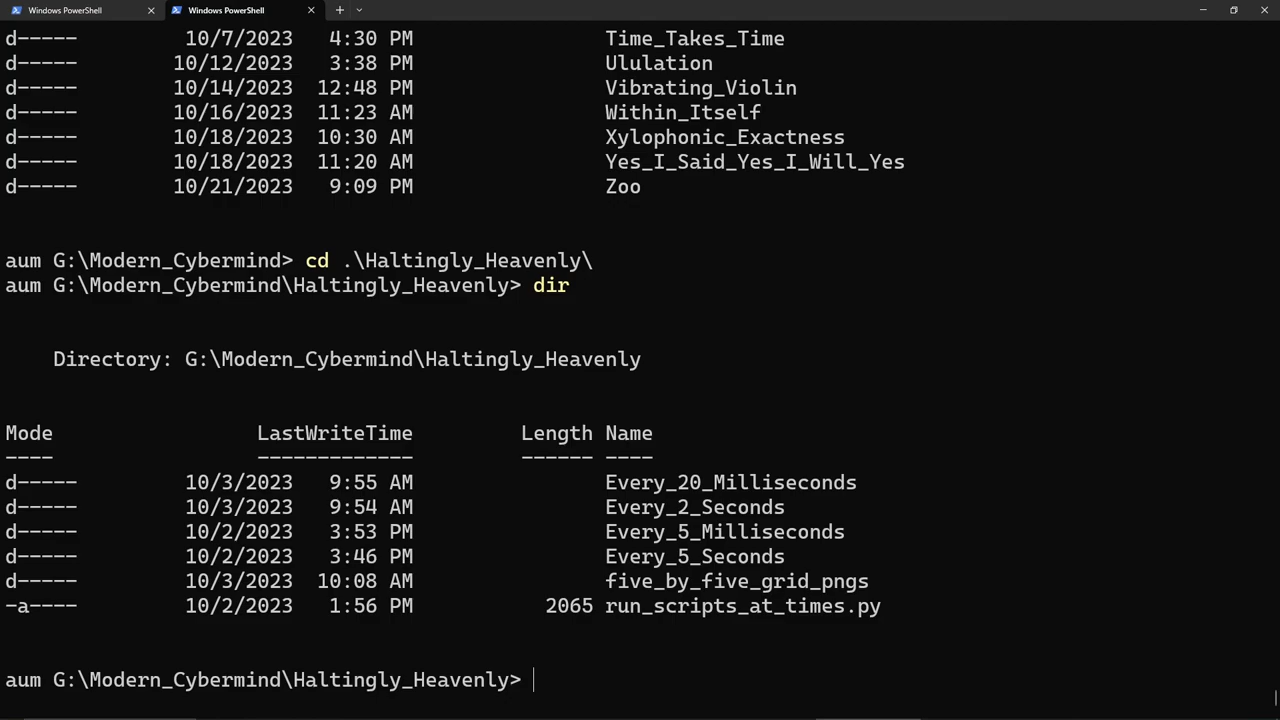 Windows PowerShell Windows PowerShell
d----- 10/7/2023 4:30 PM Time_Takes_Time
d----- 10/12/2023 3:38 PM Ululation
d----- 10/14/2023 12:48 PM Vibrating_Violin
d----- 10/16/2023 11:23 AM Within_Itself
d----- 10/18/2023 10:30 AM Xylophonic_Exactness
d----- 10/18/2023 11:20 AM Yes_I_Said_Yes_I_Will_Yes
d----- 10/21/2023 9:09 PM Zoo
aum G:\Modern_Cybermind> cd .\Haltingly_Heavenly\
aum G:\Modern_Cybermind\Haltingly_Heavenly> dir
Directory: G:\Modern_Cybermind\Haltingly_Heavenly
Mode LastWriteTime Length Name
---- ------------- ------ ----
d----- 10/3/2023 9:55 AM Every_20_Milliseconds
d----- 10/3/2023 9:54 AM Every_2_Seconds
d----- 10/2/2023 3:53 PM Every_5_Milliseconds
d----- 10/2/2023 3:46 PM Every_5_Seconds
d----- 10/3/2023 10:08 AM five_by_five_grid_pngs
-a---- 10/2/2023 1:56 PM 2065 run_scripts_at_times.py
aum G:\Modern_Cybermind\Haltingly_Heavenly>